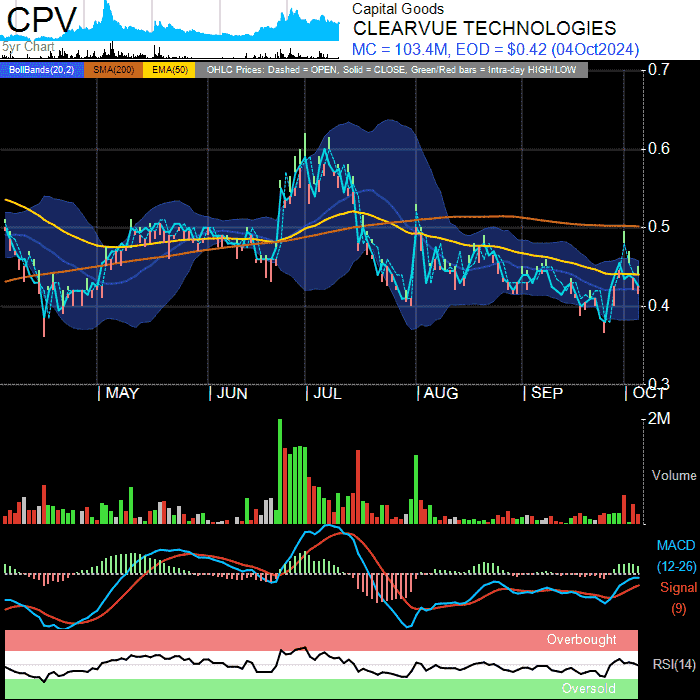 CPV
5yr Chart
Capital Goods
CLEARVUE TECHNOLOGIES
MC = 103.4M, EOD = $0.42 (04Oct2024)
BollBands(20,2) SMA(200) EMA(50) OHLC Prices: Dashed = OPEN, Solid = CLOSE, Green/Red bars = Intra-day HIGH/LOW
0.7
0.6
0.5
0.4
0.3
MAY JUN JUL AUG SEP OCT
2M
Volume
MACD
(12-26)
Signal
(9)
Overbought
RSI(14)
Oversold